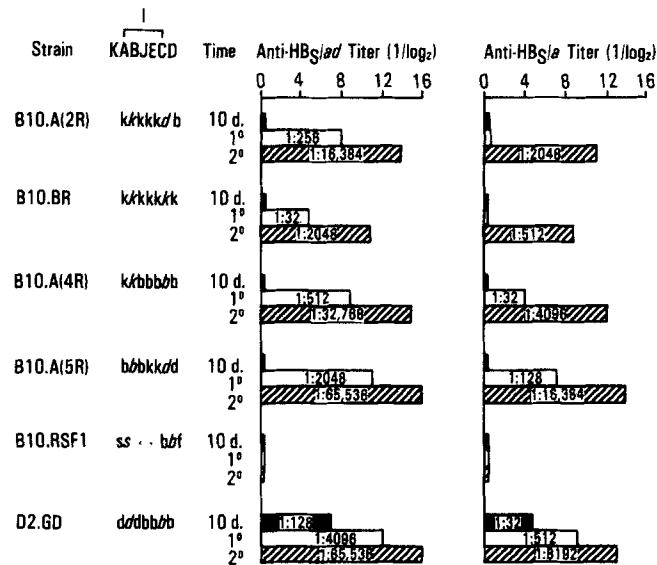 I
Strain KABJECD Time Anti-HBS/ad Titer (1/log2) Anti-HBS/a Titer (1/log2)
0 4 8 12 16 0 4 8 12 16
B10.A(2R) k/kkkkd b 10 d.
1° 1:256
2° 1:16,384 1:2048
B10.BR k/kkkk/k 10 D.
1° 1:32
2° 1:2048 1:512
B10.A(4R) k/kbbbbb 10 d.
1° 1:512 1:32
2° 1:32,768 1:4096
B10.A(5R) bbbkkdd 10 d.
1° 1:2048 1:128
2° 1:65,536 1:16,384
B10.RSF1 ss · · bbf 10 d.
1°
2°
D2.GD dddbbbb 10 d. 1:128 1:32
1° 1:4096 1:512
2° 1:65,536 1:8192